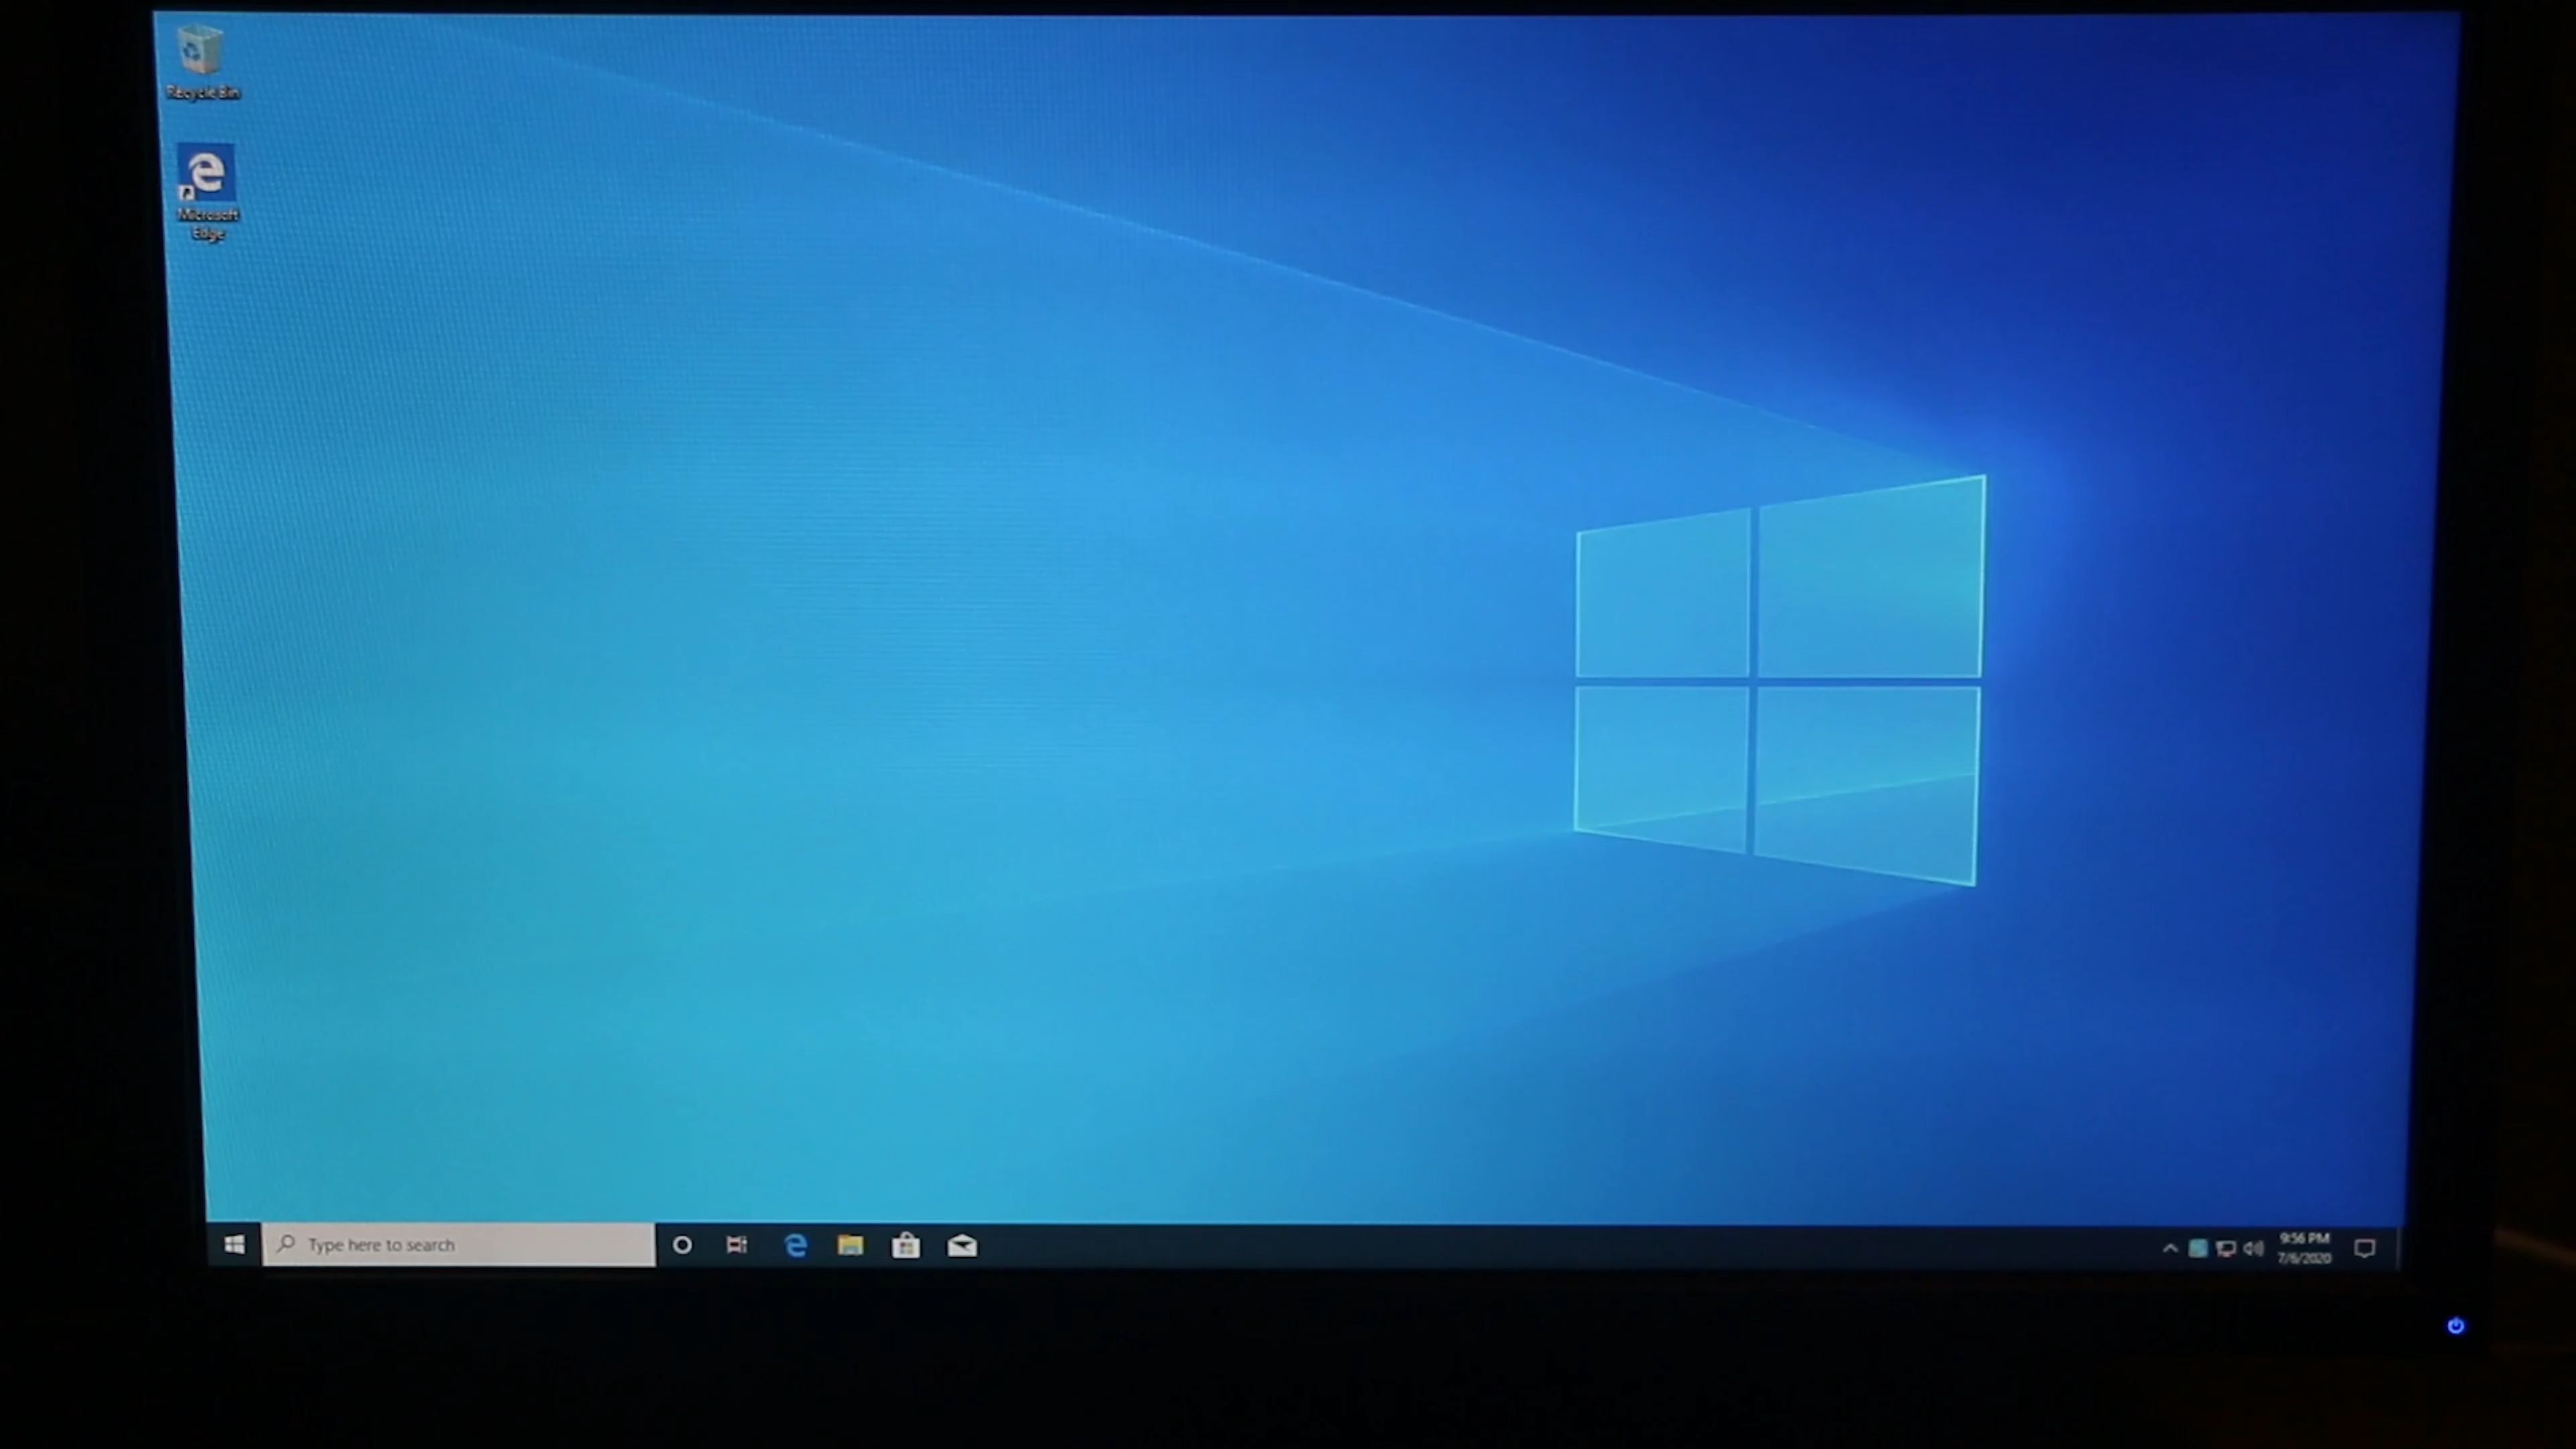 Recycle Bin
Microsoft
Edge
Type here to search
9:56 PM
7/6/2020